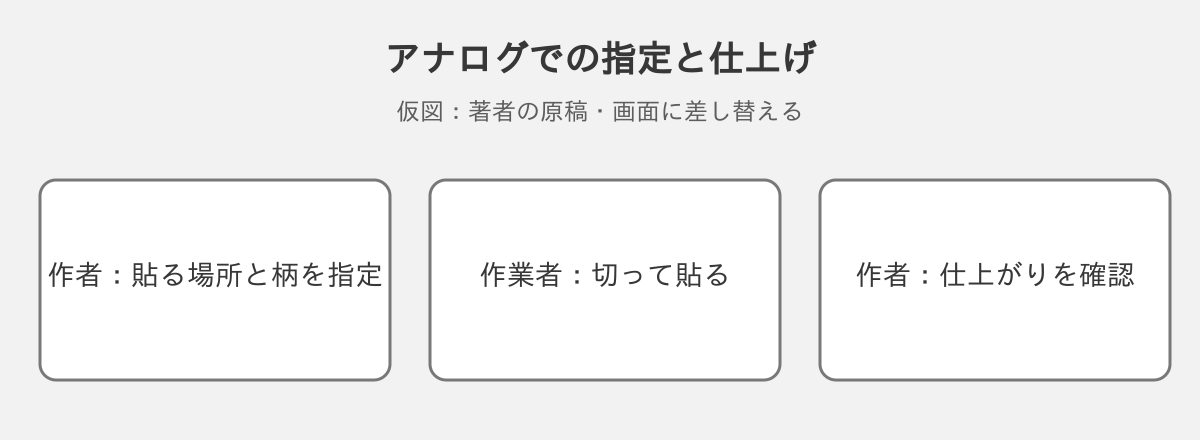 アナログでの指定と仕上げ
仮図：著者の原稿・画面に差し替える
作者：貼る場所と柄を指定
作業者：切って貼る
作者：仕上がりを確認